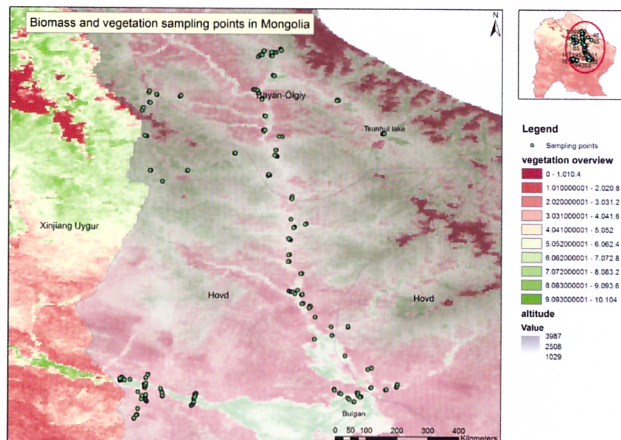 Biomass and vegetation sampling points in Mongolia
N
Bayan-Olgiy
Tsunhul lake
Xinjiang Uygur
Hovd
Hovd
Bulgan
0 50 100 200 300 400
Kilometers
Legend
Sampling points
vegetation overview
0 - 1.010.4
1.010000001 - 2.020.8
2.020000001 - 3.031.2
3.031000001 - 4.041.6
4.041000001 - 5.052
5.052000001 - 6.062.4
6.062000001 - 7.072.8
7.072000001 - 8.083.2
8.083000001 - 9.093.6
9.093000001 - 10.104
altitude
Value
3987
2508
1029